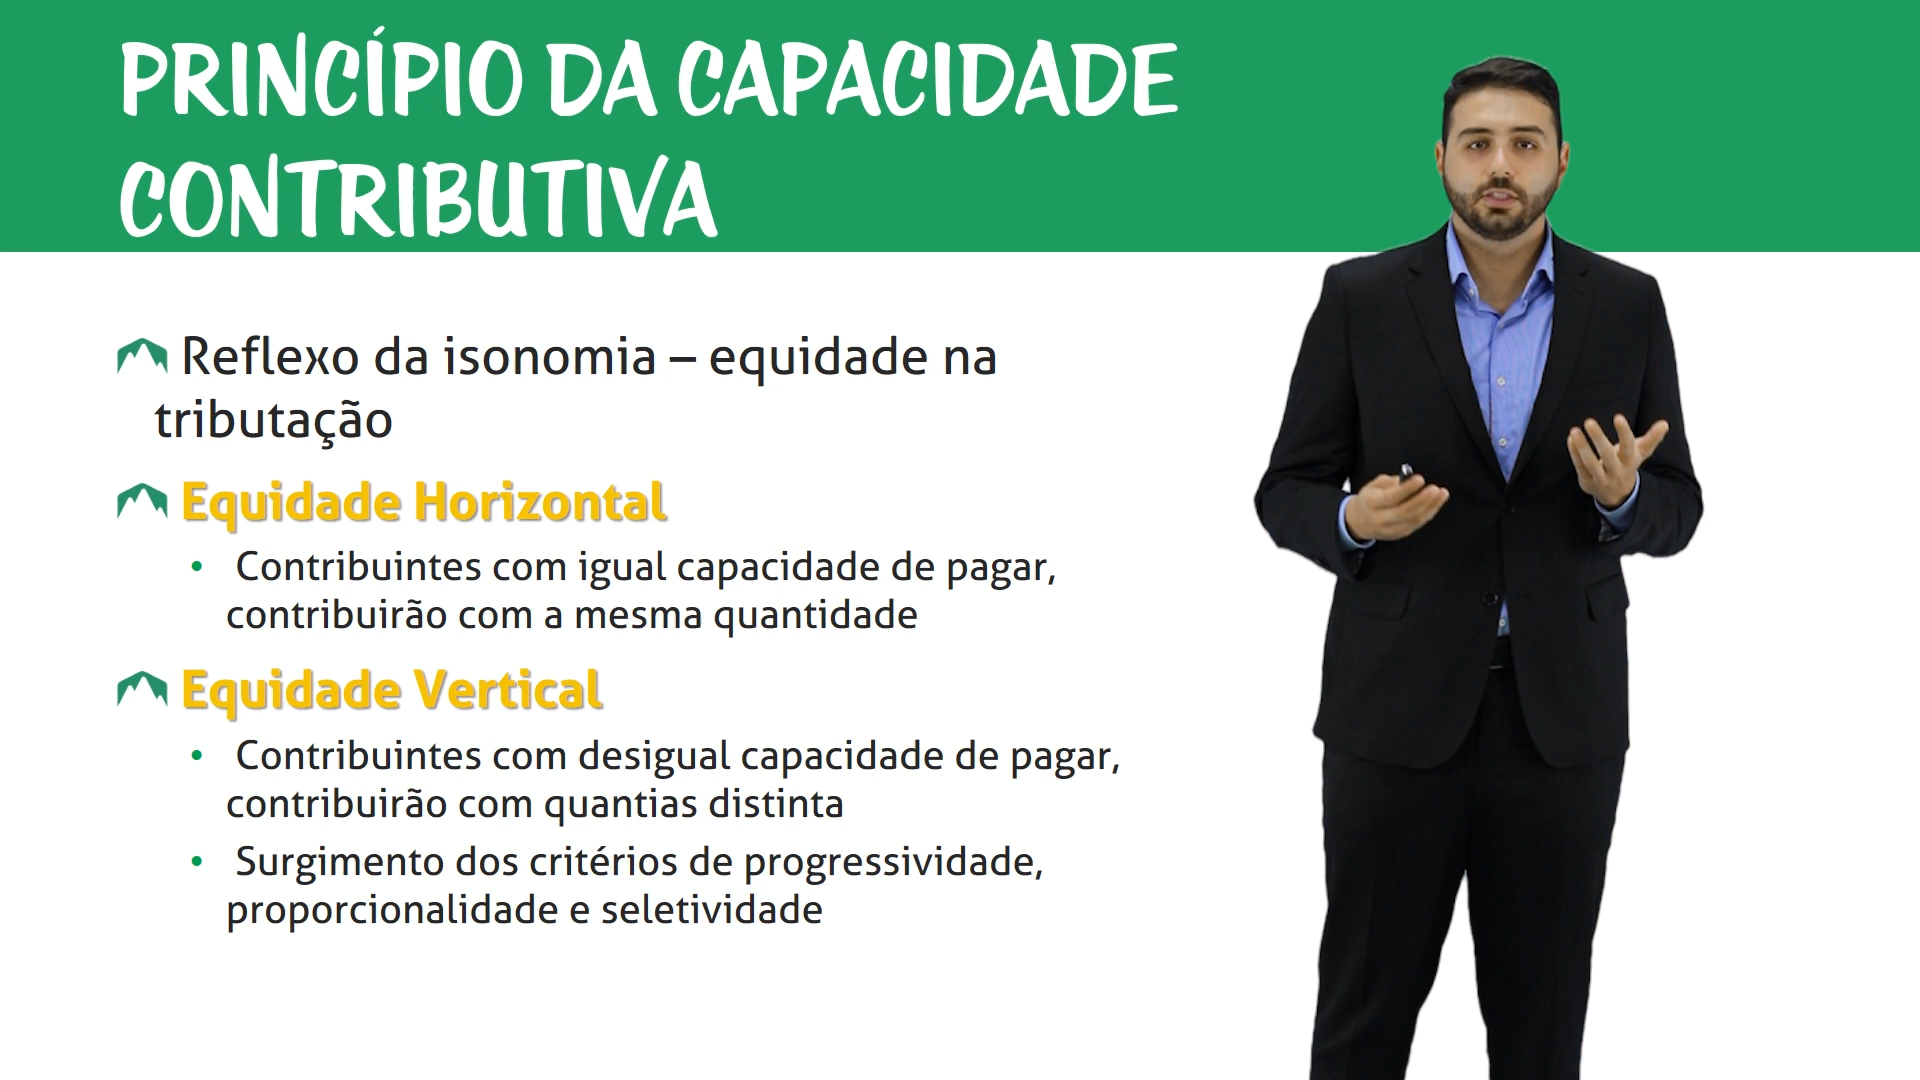 PRINCÍPIO DA CAPACIDADE
CONTRIBUTIVA
Reflexo da isonomia – equidade na
tributação
Equidade Horizontal
• Contribuintes com igual capacidade de pagar,
contribuirão com a mesma quantidade
Equidade Vertical
• Contribuintes com desigual capacidade de pagar,
contribuirão com quantias distinta
• Surgimento dos critérios de progressividade,
proporcionalidade e seletividade